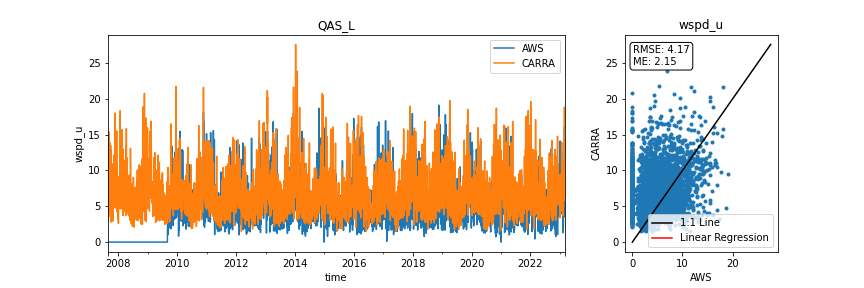 QAS_L
wspd_u
25
20
15
10
5
0
AWS
CARRA
2008
2010
2012
2014
2016
2018
2020
2022
time
wspd_u
CARRA
25
20
15
10
5
0
RMSE: 4.17
ME: 2.15
1:1 Line
Linear Regression
0
10
20
AWS